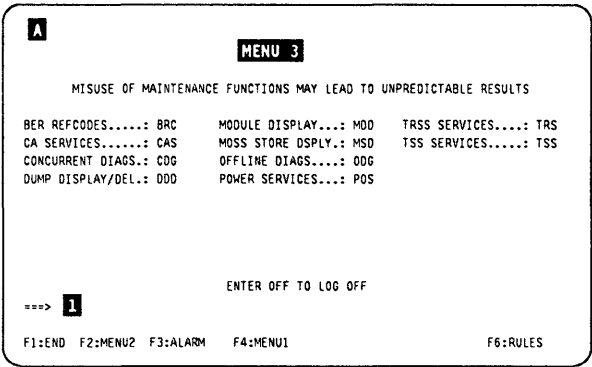 A
MENU 3
MISUSE OF MAINTENANCE FUNCTIONS MAY LEAD TO UNPREDICTABLE RESULTS
BER REFCODES.....: BRC MODULE DISPLAY...: MDD TRSS SERVICES....: TRS
CA SERVICES......: CAS MOSS STORE DSPLY.: MSD TSS SERVICES.....: TSS
CONCURRENT DIAGS.: CDG OFFLINE DIAGS....: ODG
DUMP DISPLAY/DEL.: DDD POWER SERVICES...: POS
ENTER OFF TO LOG OFF
===> 1
F1:END F2:MENU2 F3:ALARM F4:MENU1 F6:RULES